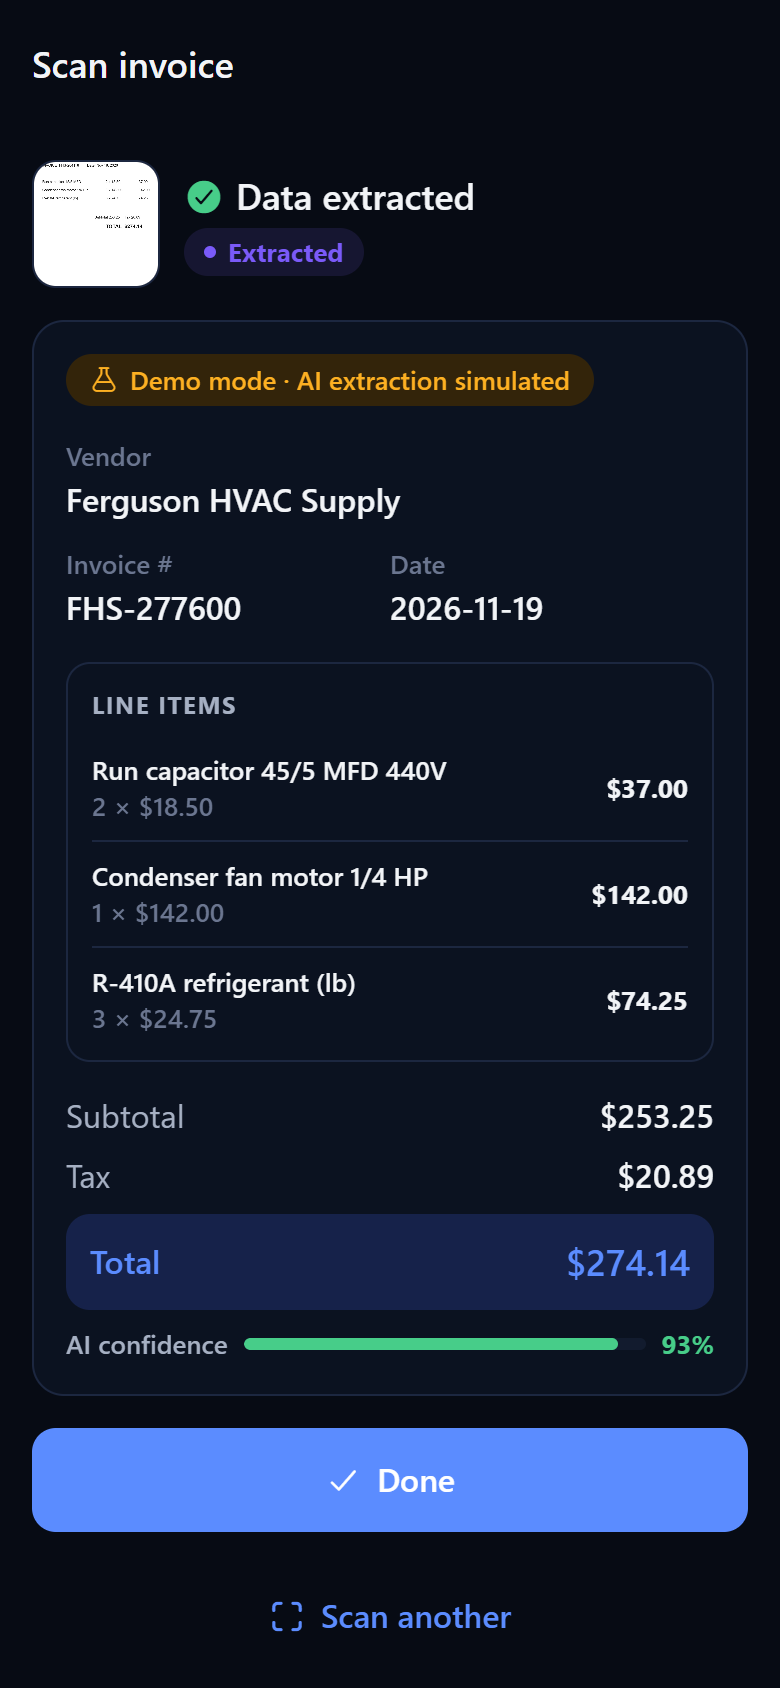 Scan invoice
Data extracted
Extracted
Demo mode · AI extraction simulated
Vendor
Ferguson HVAC Supply
Invoice # Date
FHS-277600 2026-11-19
LINE ITEMS
Run capacitor 45/5 MFD 440V
2 × $18.50 $37.00
Condenser fan motor 1/4 HP
1 × $142.00 $142.00
R-410A refrigerant (lb)
3 × $24.75 $74.25
Subtotal $253.25
Tax $20.89
Total $274.14
AI confidence 93%
Done
Scan another